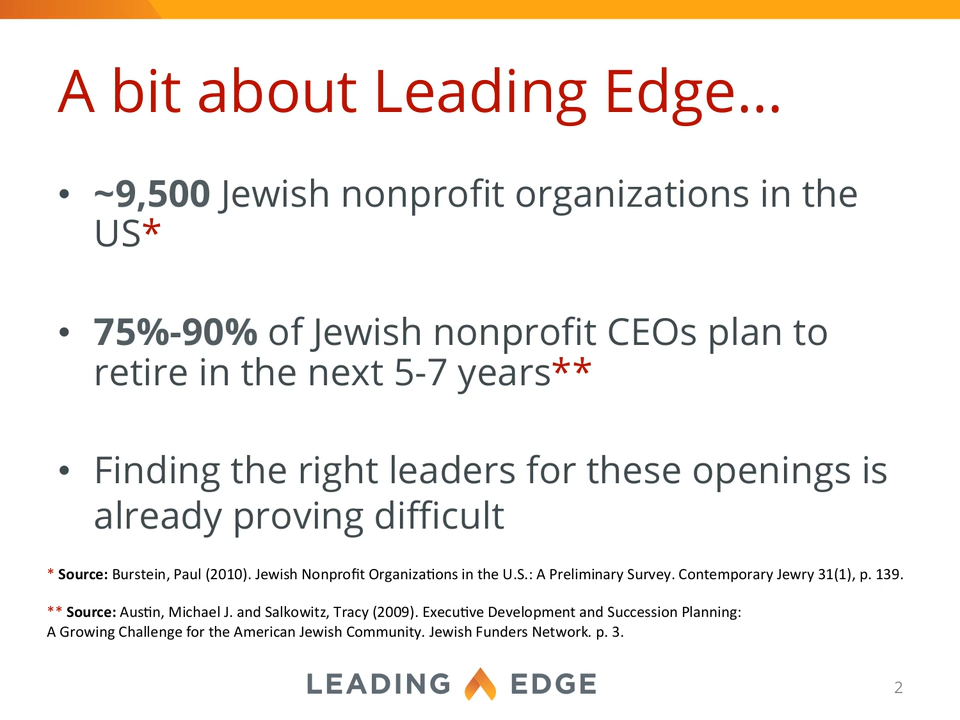 A bit about Leading Edge...
• ~9,500 Jewish nonprofit organizations in the
US*
• 75%-90% of Jewish nonprofit CEOs plan to
retire in the next 5-7 years**
• Finding the right leaders for these openings is
already proving difficult
* Source: Burstein, Paul (2010). Jewish Nonprofit Organizations in the U.S.: A Preliminary Survey. Contemporary Jewry 31(1), p. 139.
** Source: Austin, Michael J. and Salkowitz, Tracy (2009). Executive Development and Succession Planning:
A Growing Challenge for the American Jewish Community. Jewish Funders Network. p. 3.
LEADING EDGE
2